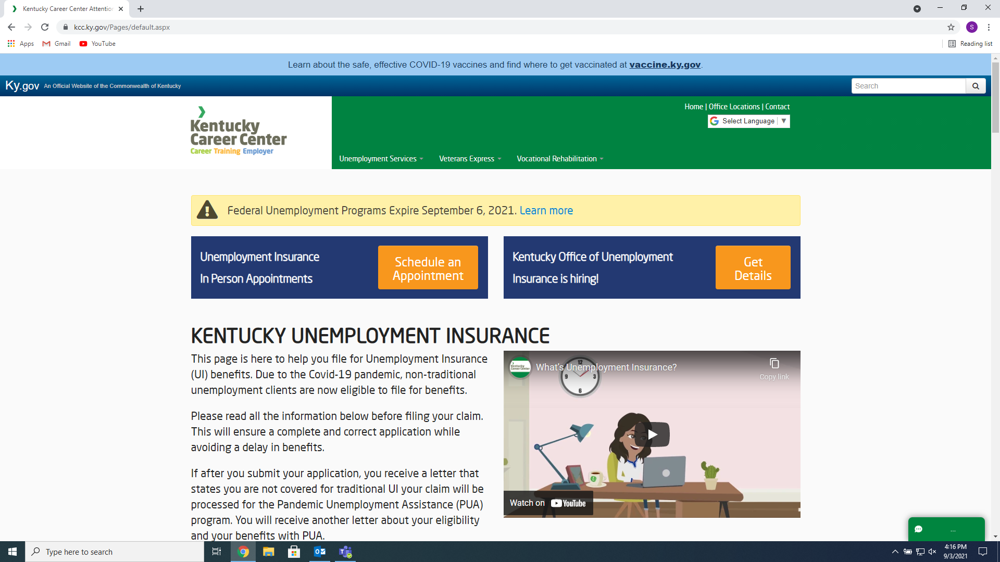 Kentucky Career Center Attention
kcc.ky.gov/Pages/default.aspx
S
Apps
Gmail
YouTube
Reading list
Learn about the safe, effective COVID-19 vaccines and find where to get vaccinated at vaccine.ky.gov.
Ky.gov An Official Website of the Commonwealth of Kentucky
Search
Kentucky
Career Center
Career Training Employer
Home | Office Locations | Contact
G Select Language ▼
Unemployment Services
Veterans Express
Vocational Rehabilitation
Federal Unemployment Programs Expire September 6, 2021. Learn more
Unemployment Insurance
In Person Appointments
Schedule an
Appointment
Kentucky Office of Unemployment
Insurance is hiring!
Get
Details
KENTUCKY UNEMPLOYMENT INSURANCE
This page is here to help you file for Unemployment Insurance
(UI) benefits. Due to the Covid-19 pandemic, non-traditional
unemployment clients are now eligible to file for benefits.
Please read all the information below before filing your claim.
This will ensure a complete and correct application while
avoiding a delay in benefits.
If after you submit your application, you receive a letter that
states you are not covered for traditional UI your claim will be
processed for the Pandemic Unemployment Assistance (PUA)
program. You will receive another letter about your eligibility
and your benefits with PUA.
Kentucky
Career Center
What's Unemployment Insurance?
Copy link
12
9 3
6
Watch on YouTube
...
Type here to search
4:16 PM
9/3/2021